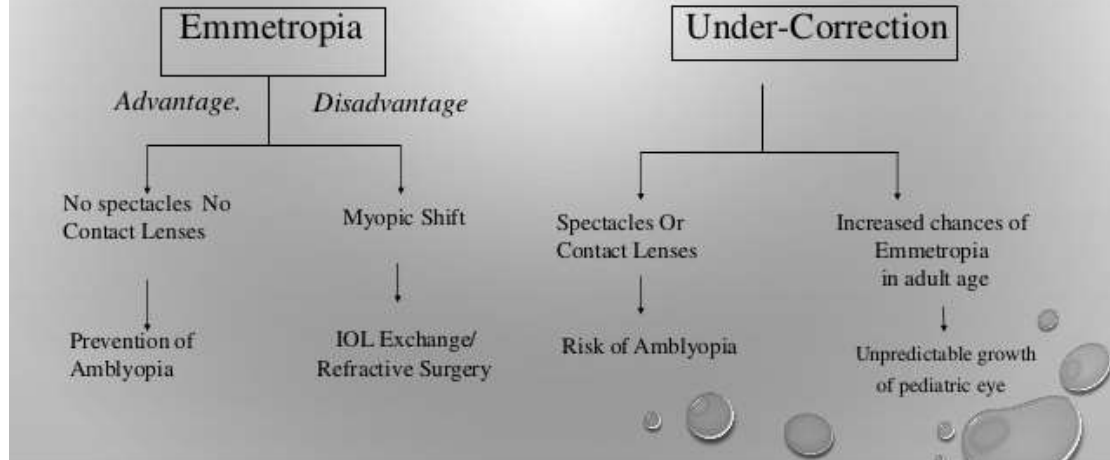 Emmetropia
Advantage.
Disadvantage
No spectacles No
Contact Lenses
Myopic Shift
Prevention of
Amblyopia
IOL Exchange/
Refractive Surgery
Under-Correction
Spectacles Or
Contact Lenses
Increased chances of
Emmetropia
in adult age
Risk of Amblyopia
Unpredictable growth
of pediatric eye